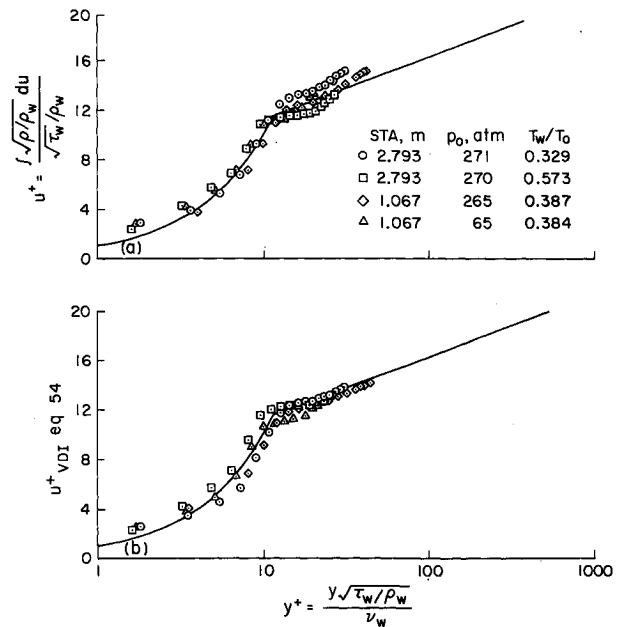 20
16
12
8
4
0
u⁺ = ∫√ρ/ρw du / √τw/ρw
STA, m p₀, atm Tw/T₀
○ 2.793 271 0.329
□ 2.793 270 0.573
◇ 1.067 265 0.387
△ 1.067 65 0.384
(a)
20
16
12
8
4
0
u⁺VDI eq 54
(b)
1 10 100 1000
y⁺ = y√τw/ρw / νw